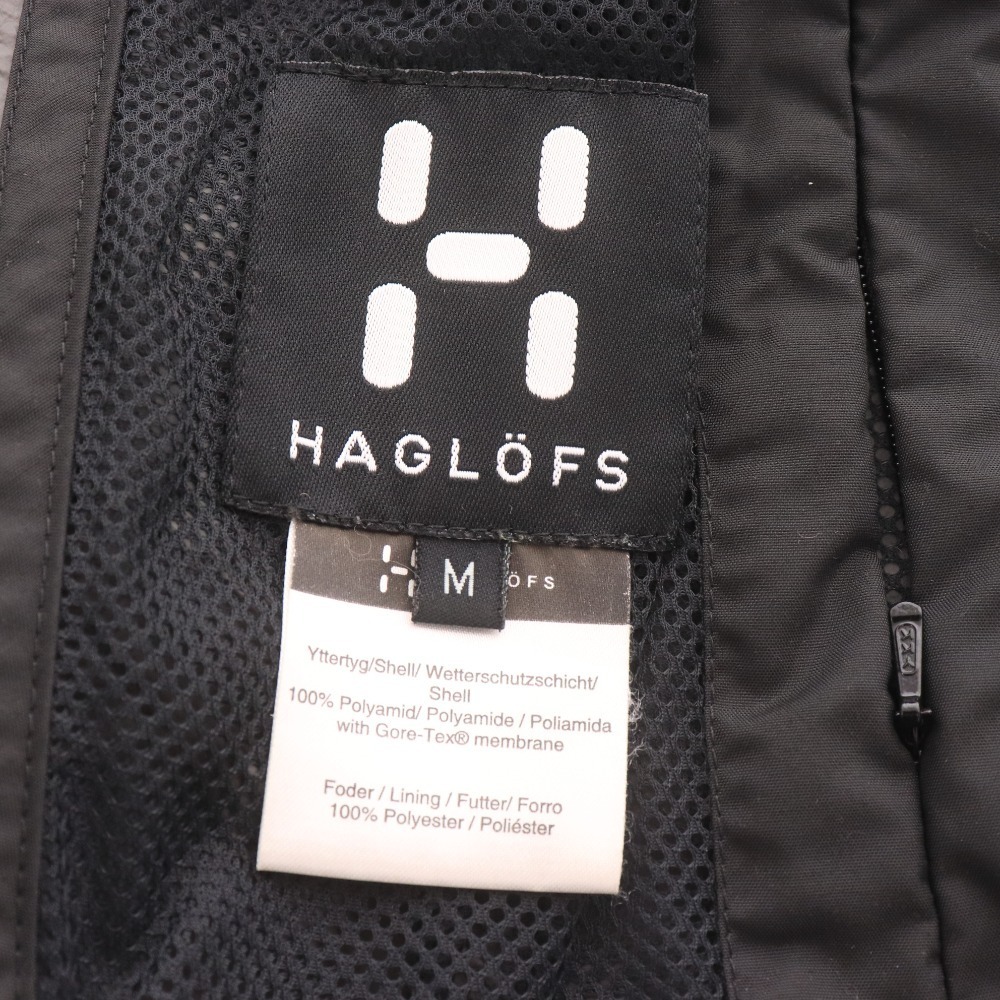 HAGLÖFS
M
ÖFS
Yttertyg/Shell/ Wetterschutzschicht/
Shell
100% Polyamid/ Polyamide / Poliamida
with Gore-Tex® membrane
Foder / Lining / Futter/ Forro
100% Polyester / Poliéster
YKK